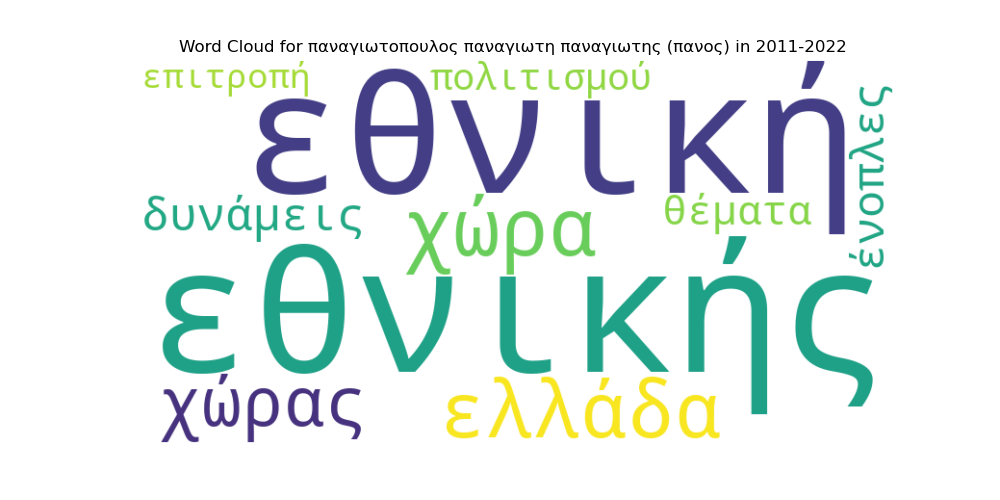 Word Cloud for παναγιωτοπουλος παναγιωτη παναγιωτης (πανος) in 2011-2022
επιτροπή
πολιτισμού
εθνική
ένοπλες
δυνάμεις
χώρα
θέματα
εθνικής
χώρας
ελλάδα